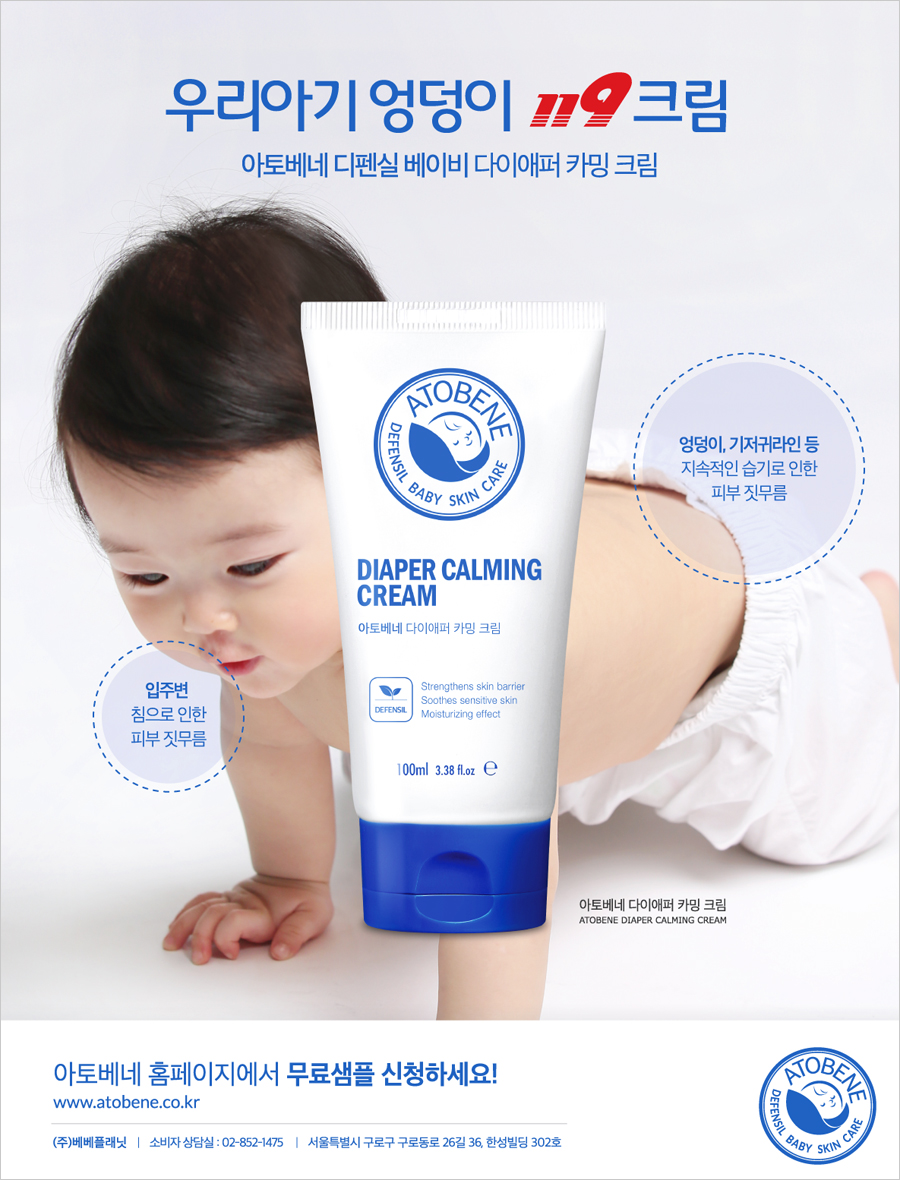 우리아기 엉덩이 119크림
아토베네 디펜실 베이비 다이애퍼 카밍 크림
ATOBENE
DEFENSIL BABY SKIN CARE
엉덩이, 기저귀라인 등
지속적인 습기로 인한
피부 짓무름
DIAPER CALMING
CREAM
아토베네 다이애퍼 카밍 크림
입주변
침으로 인한
피부 짓무름
DEFENSIL
Strengthens skin barrier
Soothes sensitive skin
Moisturizing effect
100ml 3.38 fl.oz ℮
아토베네 다이애퍼 카밍 크림
ATOBENE DIAPER CALMING CREAM
아토베네 홈페이지에서 무료샘플 신청하세요!
www.atobene.co.kr
(주)베베플래닛 | 소비자 상담실 : 02-852-1475 | 서울특별시 구로구 구로동로 26길 36, 한성빌딩 302호
ATOBENE
DEFENSIL BABY SKIN CARE